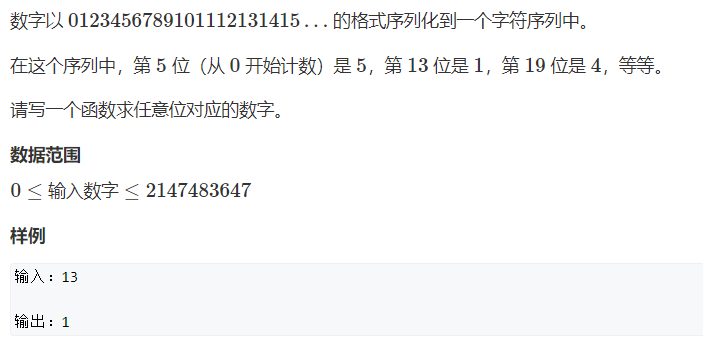 数字以 0123456789101112131415… 的格式序列化到一个字符序列中。
在这个序列中，第 5 位（从 0 开始计数）是 5，第 13 位是 1，第 19 位是 4，等等。
请写一个函数求任意位对应的数字。
数据范围
0 ≤ 输入数字 ≤ 2147483647
样例
输入：13
输出：1